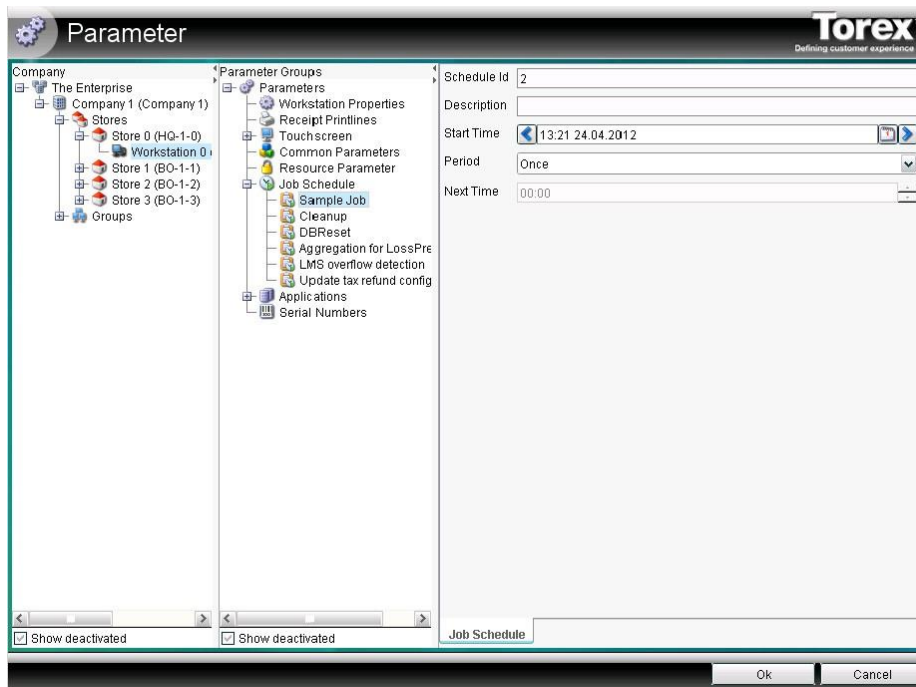 Parameter
Torex
Defining customer experience
Company
The Enterprise
Company 1 (Company 1)
Stores
Store 0 (HQ-1-0)
Workstation 0
Store 1 (BO-1-1)
Store 2 (BO-1-2)
Store 3 (BO-1-3)
Groups
Show deactivated
Parameter Groups
Parameters
Workstation Properties
Receipt Printlines
Touchscreen
Common Parameters
Resource Parameter
Job Schedule
Sample Job
Cleanup
DBReset
Aggregation for LossPre
LMS overflow detection
Update tax refund config
Applications
Serial Numbers
Show deactivated
Schedule Id 2
Description
Start Time 13:21 24.04.2012
Period Once
Next Time 00:00
Job Schedule
Ok Cancel